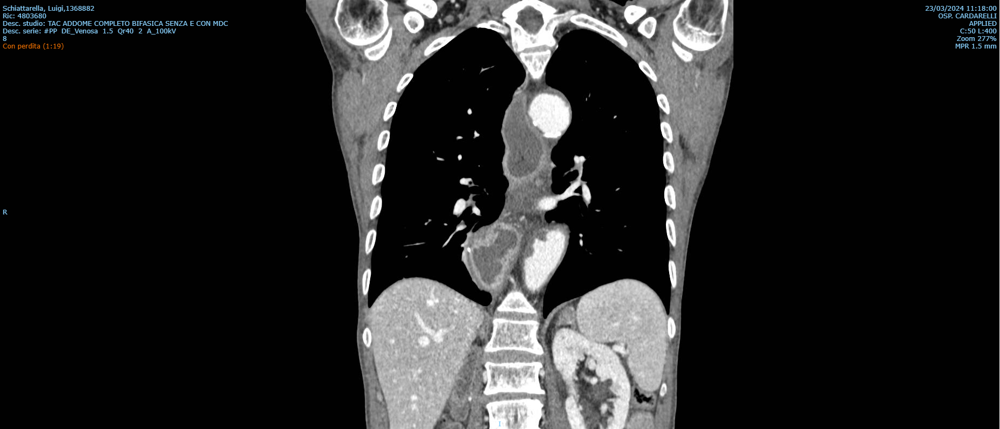 Schiattarella, Luigi,1368882
Ric: 4803680
Desc. studio: TAC ADDOME COMPLETO BIFASICA SENZA E CON MDC
Desc. serie: #PP DE_Venosa 1.5 Qr40 2 A_100kV
8
Con perdita (1:19)
23/03/2024 11:18:00
OSP. CARDARELLI
APPLIED
C:50 L:400
Zoom 277%
MPR 1.5 mm
R
I